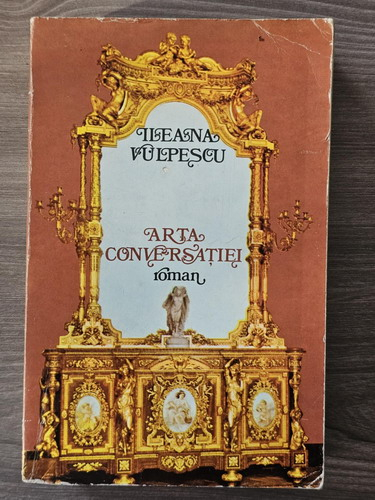 ILEANA
VULPESCU
ARTA
CONVERSAȚIEI
roman